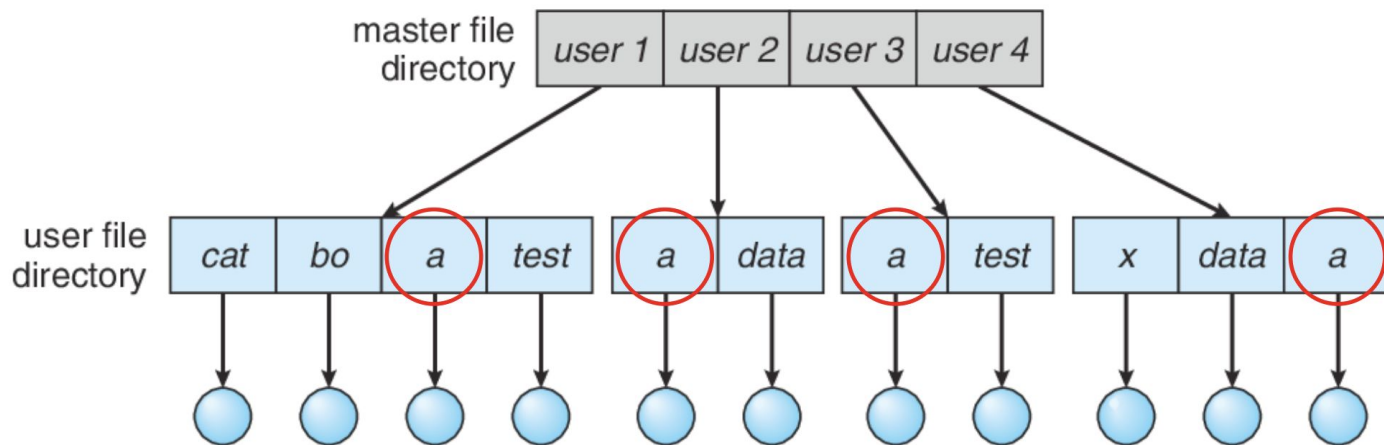 master file
directory
user 1 user 2 user 3 user 4
user file
directory
cat bo a test a data a test x data a